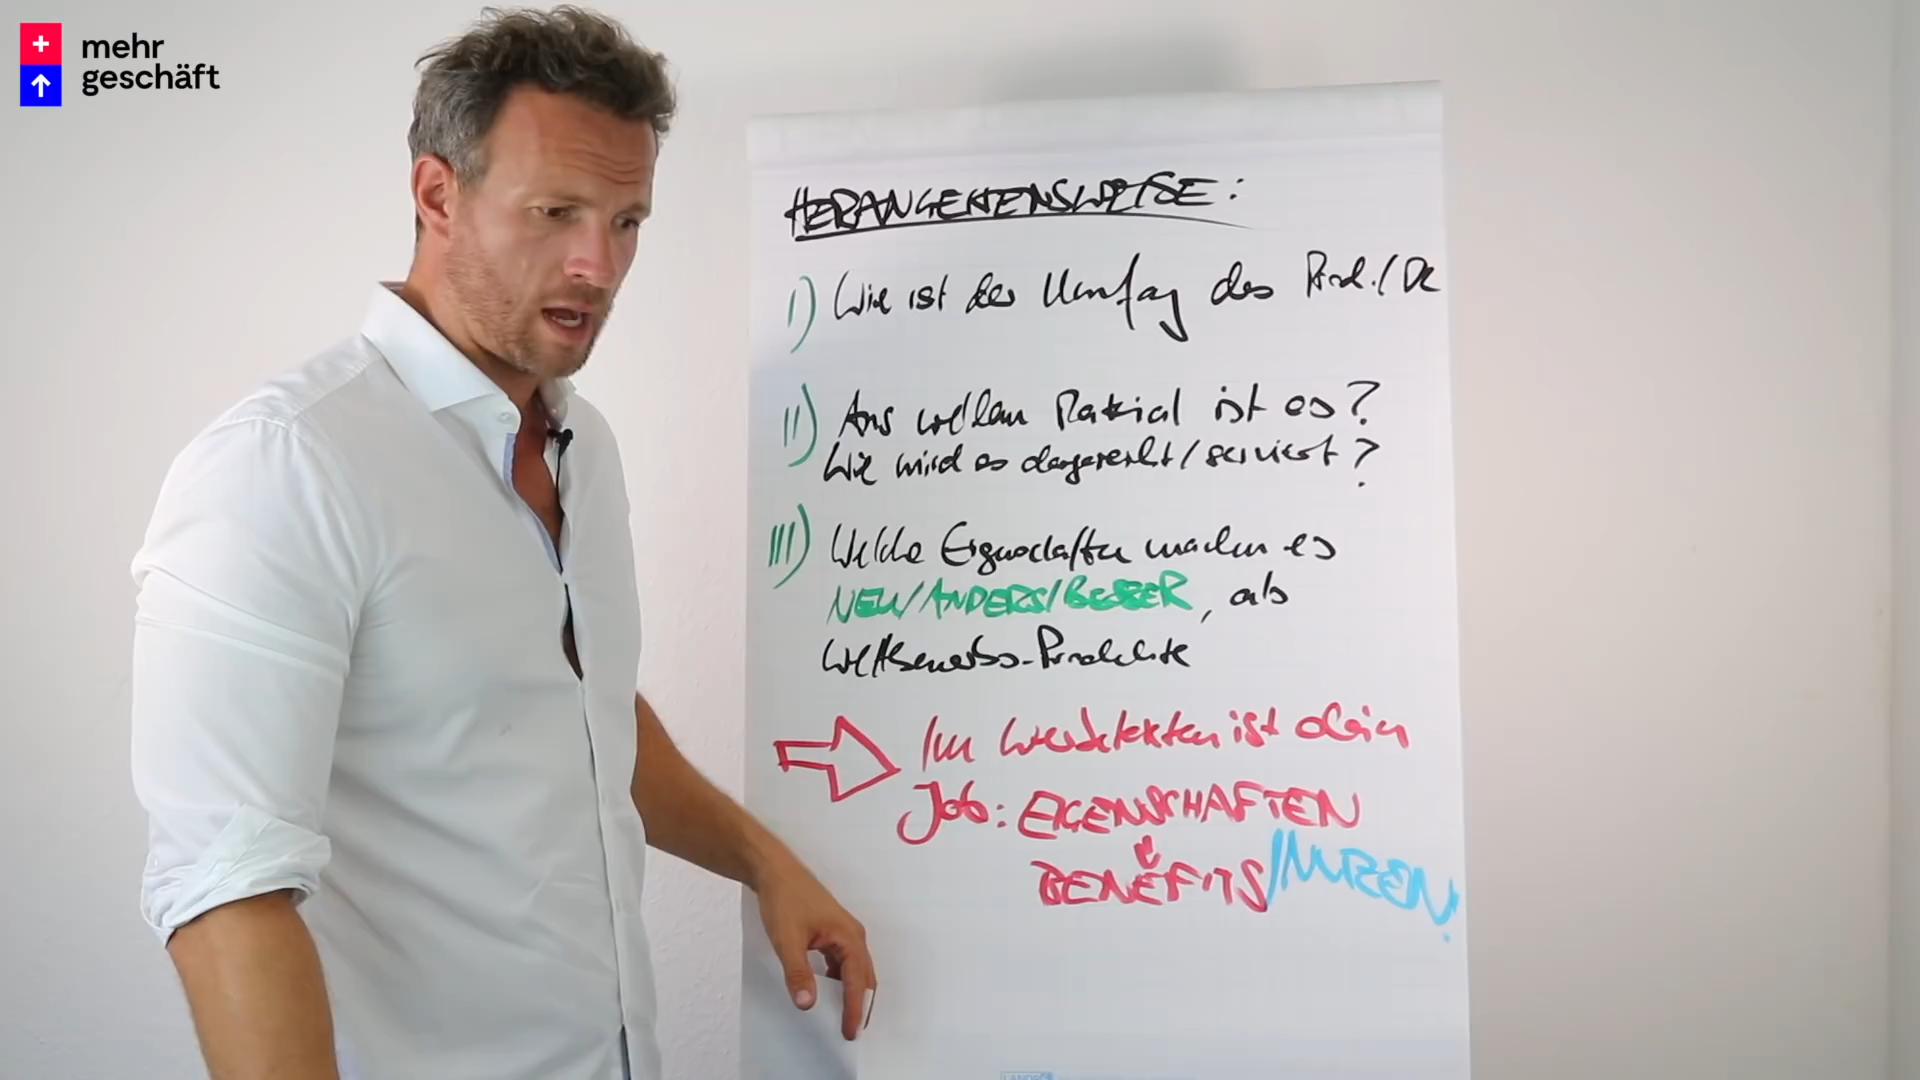 mehr
geschäft
HERANGEHENSWEISE:
I) Wie ist der Umfang des Prod./DL
II) Aus welchem Material ist es?
Wie wird es dargereicht/serviert?
III) Welche Eigenschaften machen es
NEU/ANDERS/BESSER, als
Wettbewerbs-Produkte
Im Werbetexten ist dein
Job: EIGENSCHAFTEN
BENEFITS/NUTZEN!